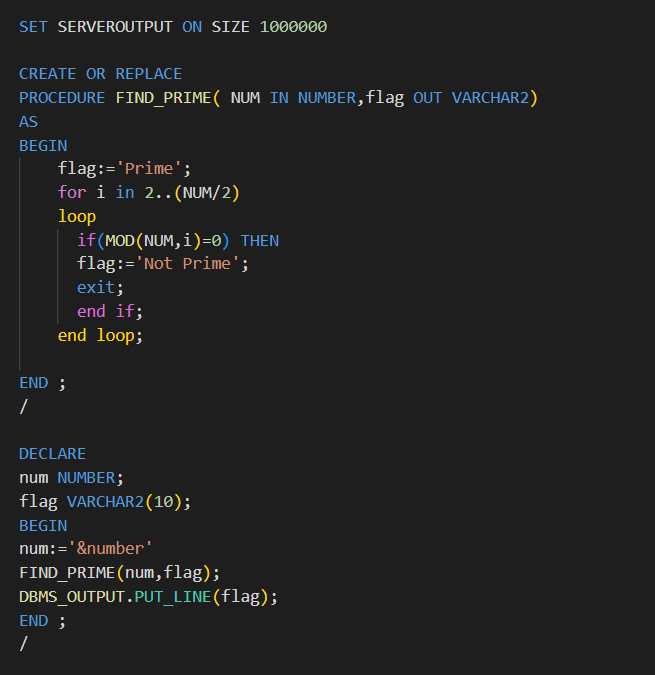 SET SERVEROUTPUT ON SIZE 1000000
CREATE OR REPLACE
PROCEDURE FIND_PRIME( NUM IN NUMBER,flag OUT VARCHAR2)
AS
BEGIN
    flag:='Prime';
    for i in 2..(NUM/2)
    loop
      if(MOD(NUM,i)=0) THEN
      flag:='Not Prime';
      exit;
      end if;
    end loop;
END ;
/
DECLARE
num NUMBER;
flag VARCHAR2(10);
BEGIN
num:='&number'
FIND_PRIME(num,flag);
DBMS_OUTPUT.PUT_LINE(flag);
END ;
/